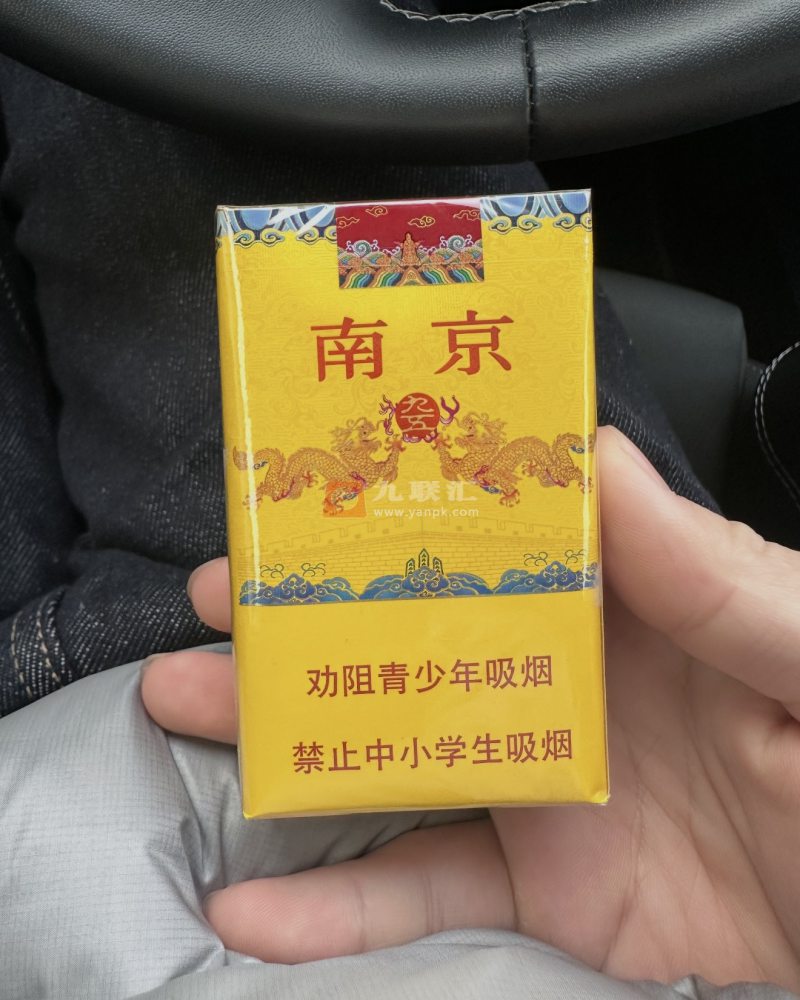 南京
九五
九联汇
www.yanpk.com
劝阻青少年吸烟
禁止中小学生吸烟